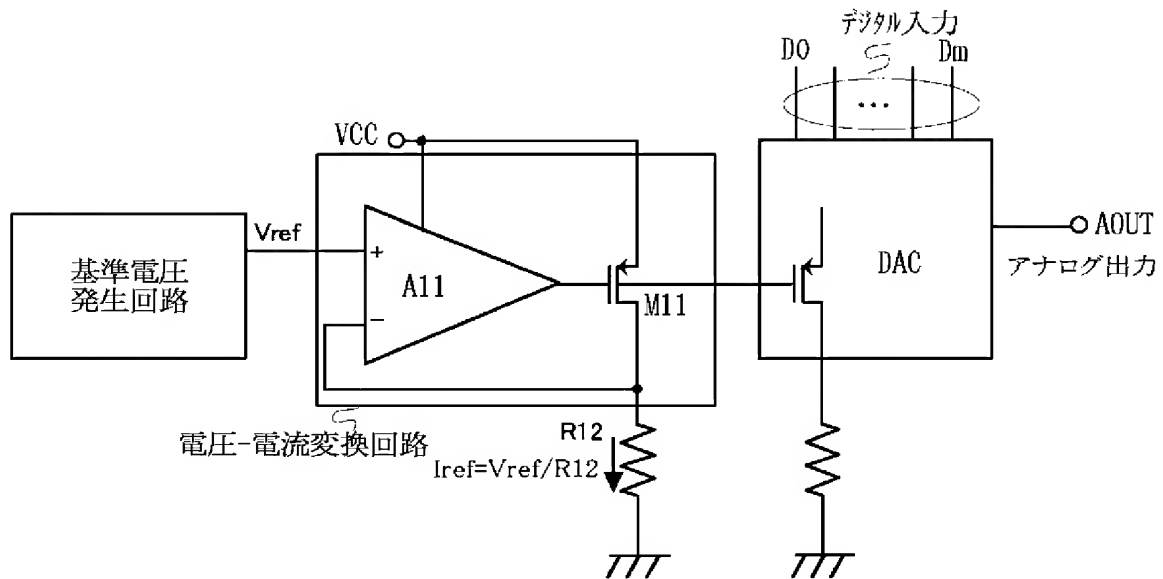 デジタル入力
D0
Dm
...
VCC
Vref
基準電圧
発生回路
+
A11
−
M11
DAC
AOUT
アナログ出力
電圧-電流変換回路
R12
Iref=Vref/R12